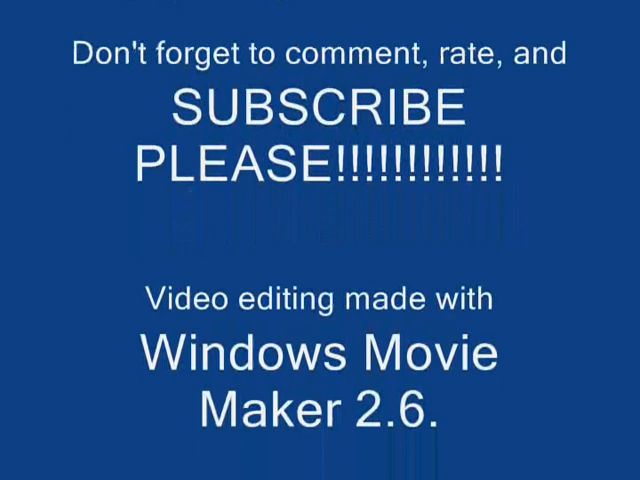 Don't forget to comment, rate, and
SUBSCRIBE
PLEASE!!!!!!!!!!!!
Video editing made with
Windows Movie
Maker 2.6.